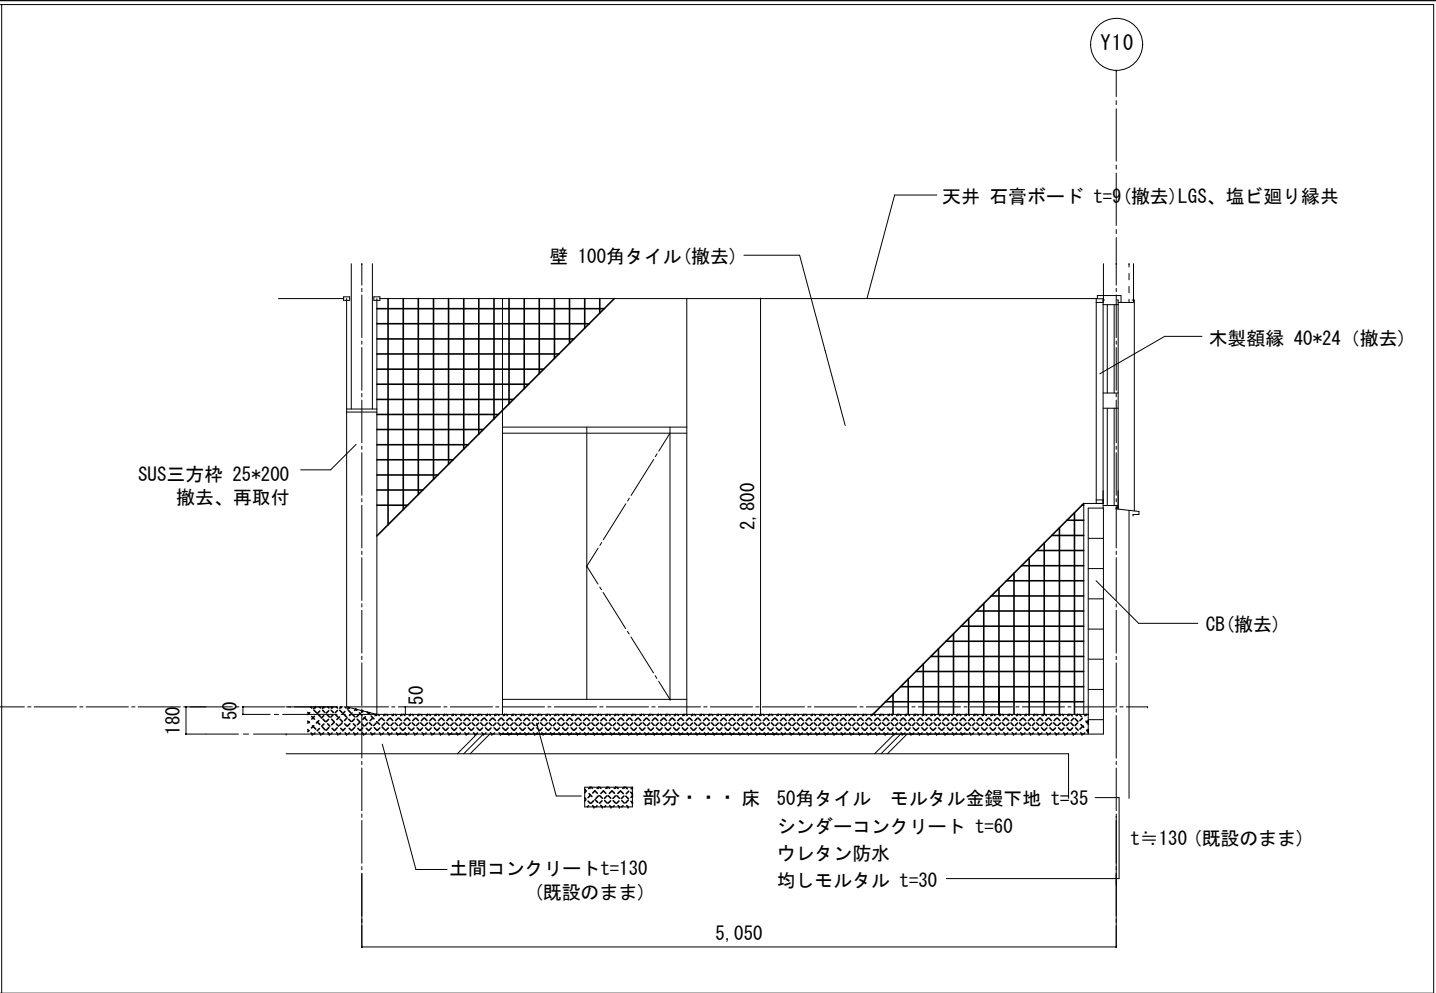 Y10
天井 石膏ボード t=9(撤去)LGS、塩ビ廻り縁共
壁 100角タイル(撤去)
木製額縁 40*24 (撤去)
SUS三方枠 25*200
撤去、再取付
2,800
CB(撤去)
50
50
180
部分・・・ 床 50角タイル モルタル金鏝下地 t=35
シンダーコンクリート t=60
ウレタン防水
均しモルタル t=30
t≒130 (既設のまま)
土間コンクリートt=130
(既設のまま)
5,050